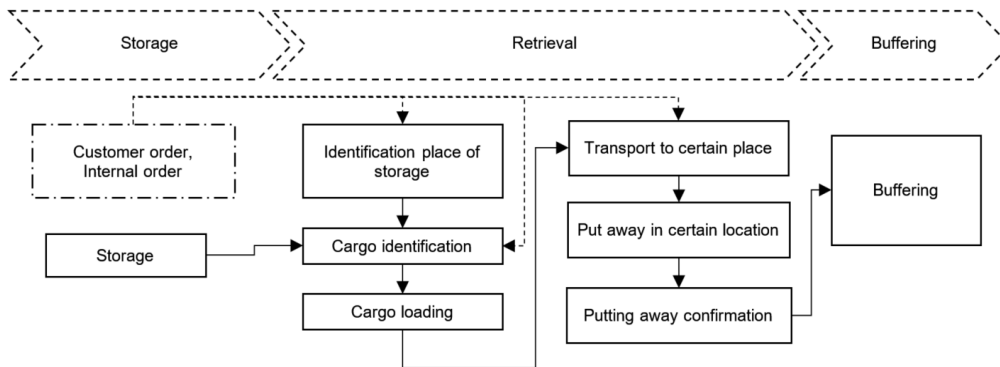 Storage
Retrieval
Buffering
Customer order,
Internal order
Storage
Identification place of
storage
Cargo identification
Cargo loading
Transport to certain place
Put away in certain location
Putting away confirmation
Buffering